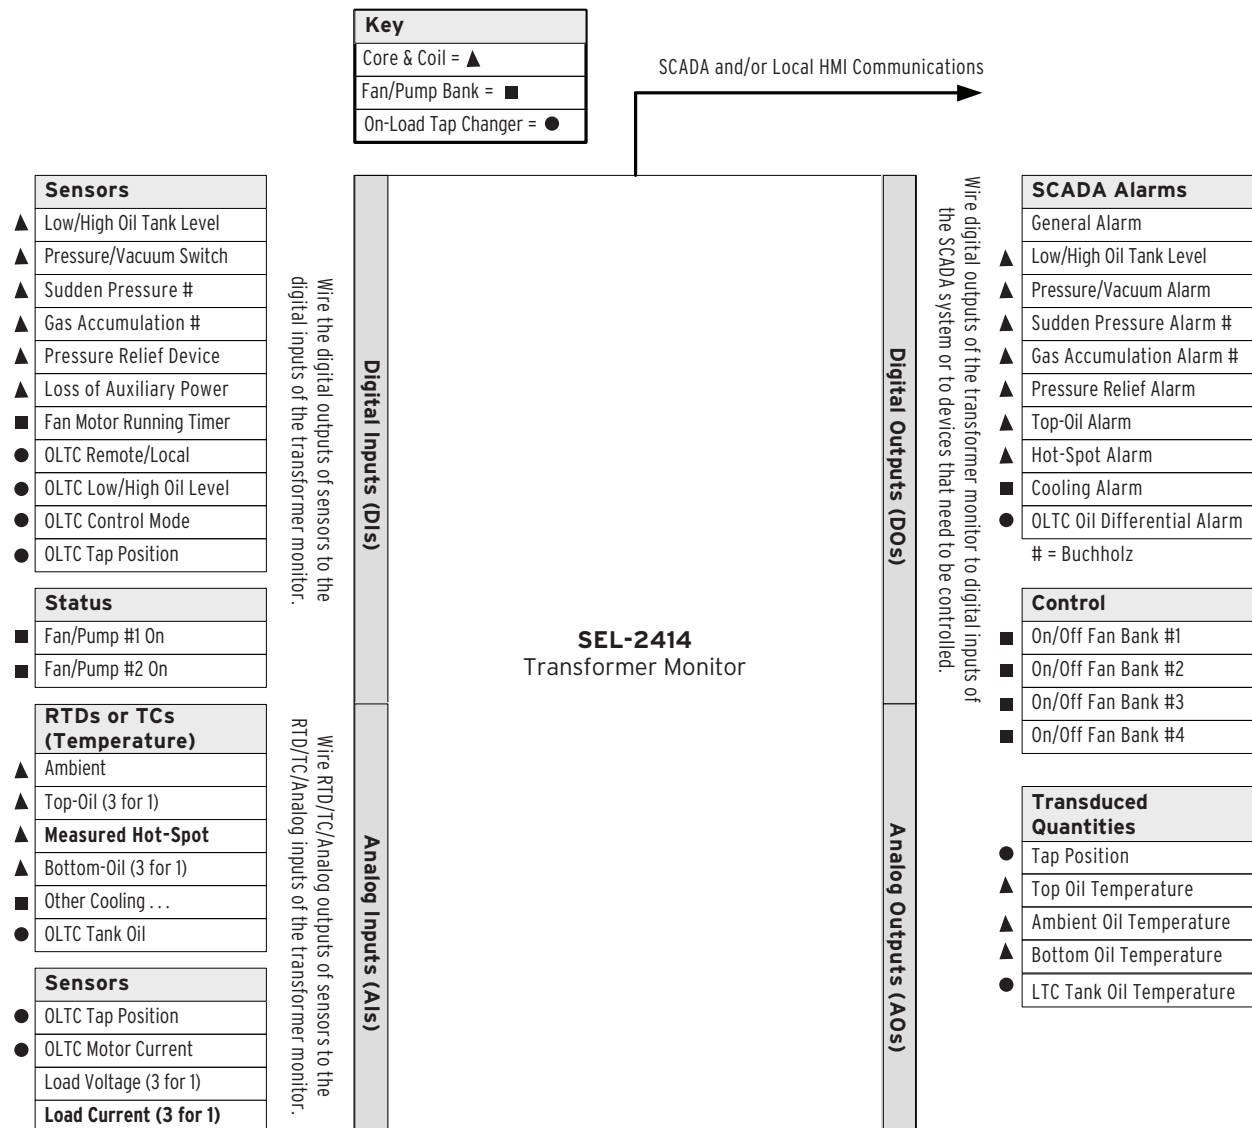 Key
Core & Coil = ▲
Fan/Pump Bank = ■
On-Load Tap Changer = ●
SCADA and/or Local HMI Communications
Sensors
▲ Low/High Oil Tank Level
▲ Pressure/Vacuum Switch
▲ Sudden Pressure #
▲ Gas Accumulation #
▲ Pressure Relief Device
▲ Loss of Auxiliary Power
■ Fan Motor Running Timer
● OLTC Remote/Local
● OLTC Low/High Oil Level
● OLTC Control Mode
● OLTC Tap Position
Status
■ Fan/Pump #1 On
■ Fan/Pump #2 On
RTDs or TCs
(Temperature)
▲ Ambient
▲ Top-Oil (3 for 1)
▲ Measured Hot-Spot
▲ Bottom-Oil (3 for 1)
■ Other Cooling . . .
● OLTC Tank Oil
Sensors
● OLTC Tap Position
● OLTC Motor Current
Load Voltage (3 for 1)
Load Current (3 for 1)
Wire the digital outputs of sensors to the
digital inputs of the transformer monitor.
Wire RTD/TC/Analog outputs of sensors to the
RTD/TC/Analog inputs of the transformer monitor.
Digital Inputs (DIs)
Analog Inputs (AIs)
SEL-2414
Transformer Monitor
Digital Outputs (DOs)
Analog Outputs (AOs)
Wire digital outputs of the transformer monitor to digital inputs of
the SCADA system or to devices that need to be controlled.
SCADA Alarms
General Alarm
▲ Low/High Oil Tank Level
▲ Pressure/Vacuum Alarm
▲ Sudden Pressure Alarm #
▲ Gas Accumulation Alarm #
▲ Pressure Relief Alarm
▲ Top-Oil Alarm
▲ Hot-Spot Alarm
■ Cooling Alarm
● OLTC Oil Differential Alarm
# = Buchholz
Control
■ On/Off Fan Bank #1
■ On/Off Fan Bank #2
■ On/Off Fan Bank #3
■ On/Off Fan Bank #4
Transduced
Quantities
● Tap Position
▲ Top Oil Temperature
▲ Ambient Oil Temperature
▲ Bottom Oil Temperature
● LTC Tank Oil Temperature